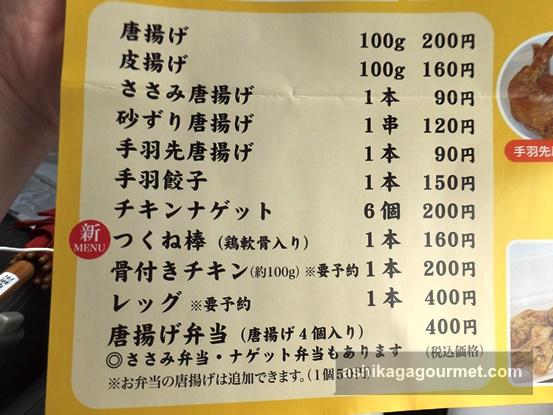 唐揚げ 100g 200円
皮揚げ 100g 160円
ささみ唐揚げ 1本 90円
砂ずり唐揚げ 1串 120円
手羽先唐揚げ 1本 90円
手羽餃子 1本 150円
チキンナゲット 6個 200円
新 MENU つくね棒（鶏軟骨入り） 1本 160円
骨付きチキン(約100g) ※要予約 1本 200円
レッグ ※要予約 1本 400円
唐揚げ弁当（唐揚げ4個入り） 400円
◎ささみ弁当・ナゲット弁当もあります （税込価格）
※お弁当の唐揚げは追加できます。(1個50円)
手羽先
shikagagourmet.com